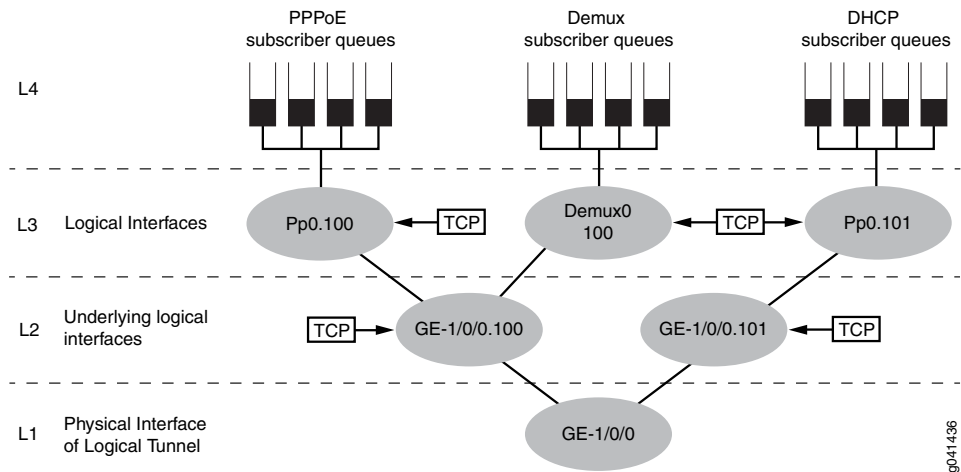 PPPoE
subscriber queues
Demux
subscriber queues
DHCP
subscriber queues
L4
L3
Logical Interfaces
Pp0.100
TCP
Demux0
100
TCP
Pp0.101
L2
Underlying logical
interfaces
TCP
GE-1/0/0.100
GE-1/0/0.101
TCP
L1
Physical Interface
of Logical Tunnel
GE-1/0/0
g041436